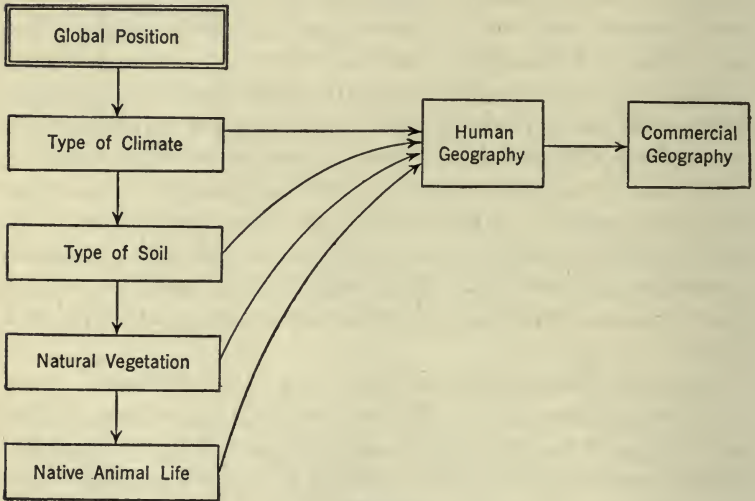 Global Position
Type of Climate
Human
Geography
Commercial
Geography
Type of Soil
Natural Vegetation
Native Animal Life